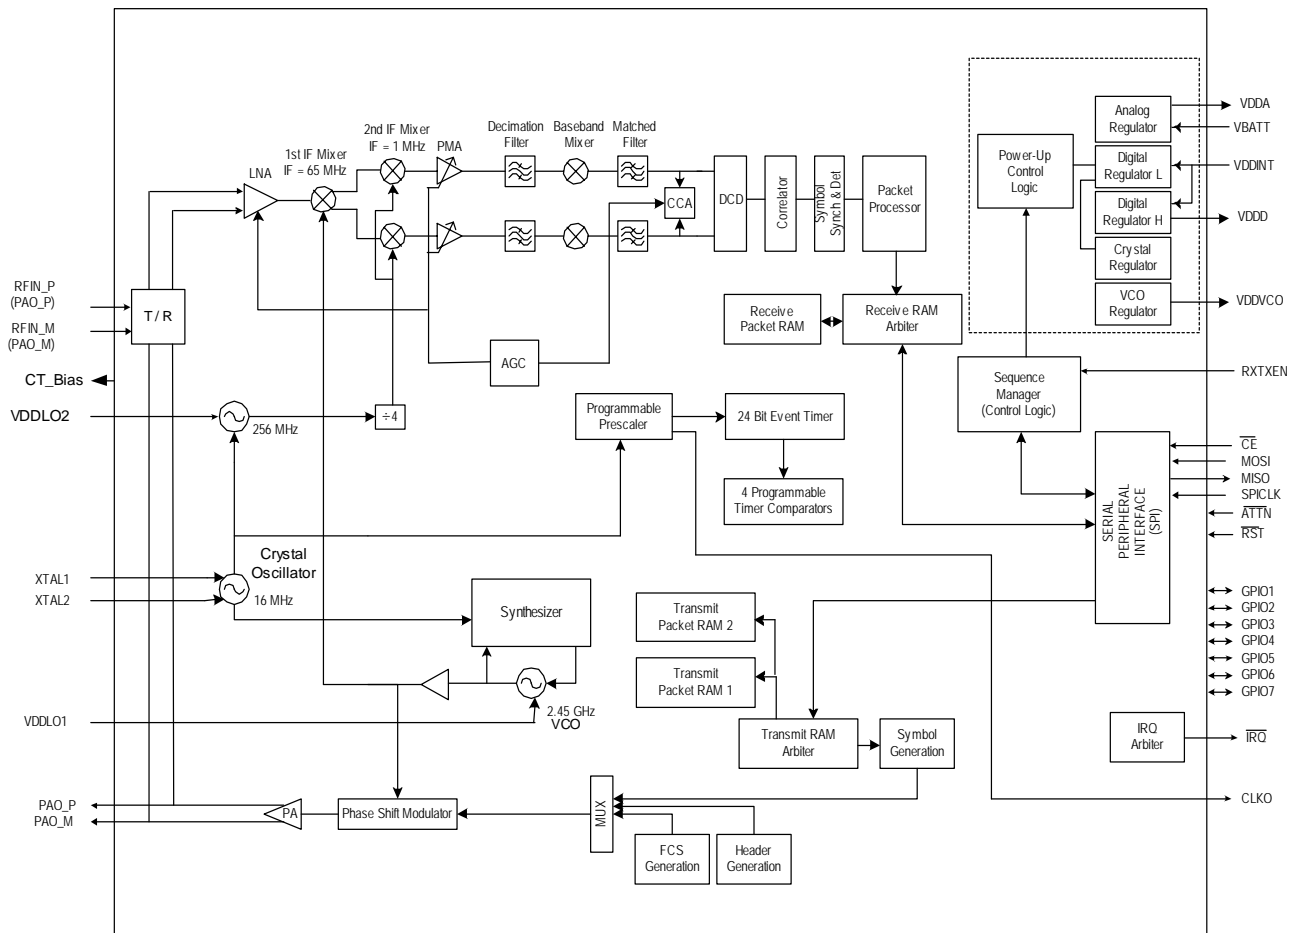 Analog
Regulator
VDDA
VBATT
Power-Up
Control
Logic
Digital
Regulator L
VDDINT
Digital
Regulator H
VDDD
Crystal
Regulator
VCO
Regulator
VDDVCO
LNA
1st IF Mixer
IF = 65 MHz
2nd IF Mixer
IF = 1 MHz
PMA
Decimation
Filter
Baseband
Mixer
Matched
Filter
CCA
DCD
Correlator
Symbol
Synch & Det
Packet
Processor
RFIN_P
(PAO_P)
RFIN_M
(PAO_M)
T / R
CT_Bias
VDDLO2
256 MHz
÷4
AGC
Receive
Packet RAM
Receive RAM
Arbiter
Sequence
Manager
(Control Logic)
RXTXEN
Programmable
Prescaler
24 Bit Event Timer
4 Programmable
Timer Comparators
SERIAL
PERIPHERAL
INTERFACE
(SPI)
CE
MOSI
MISO
SPICLK
ATTN
RST
XTAL1
XTAL2
Crystal
Oscillator
16 MHz
Synthesizer
2.45 GHz
VCO
VDDLO1
Transmit
Packet RAM 2
Transmit
Packet RAM 1
Transmit RAM
Arbiter
Symbol
Generation
GPIO1
GPIO2
GPIO3
GPIO4
GPIO5
GPIO6
GPIO7
IRQ
Arbiter
IRQ
CLKO
PAO_P
PAO_M
PA
Phase Shift Modulator
MUX
FCS
Generation
Header
Generation